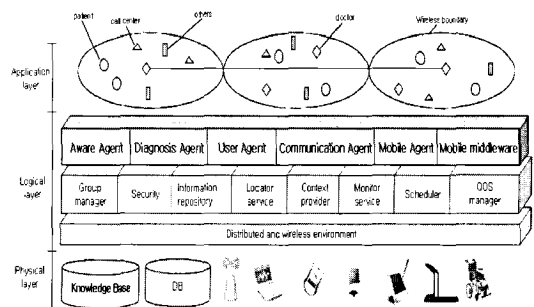 patient
call center
others
doctor
Wireless boundary
Application layer
Aware Agent
Diagnosis Agent
User Agent
Communication Agent
Mobile Agent
Mobile middleware
Logical layer
Group manager
Security
Information repository
Locator service
Context provider
Monitor service
Scheduler
QOS manager
Distributed and wireless environment
Physical layer
Knowledge Base
DB